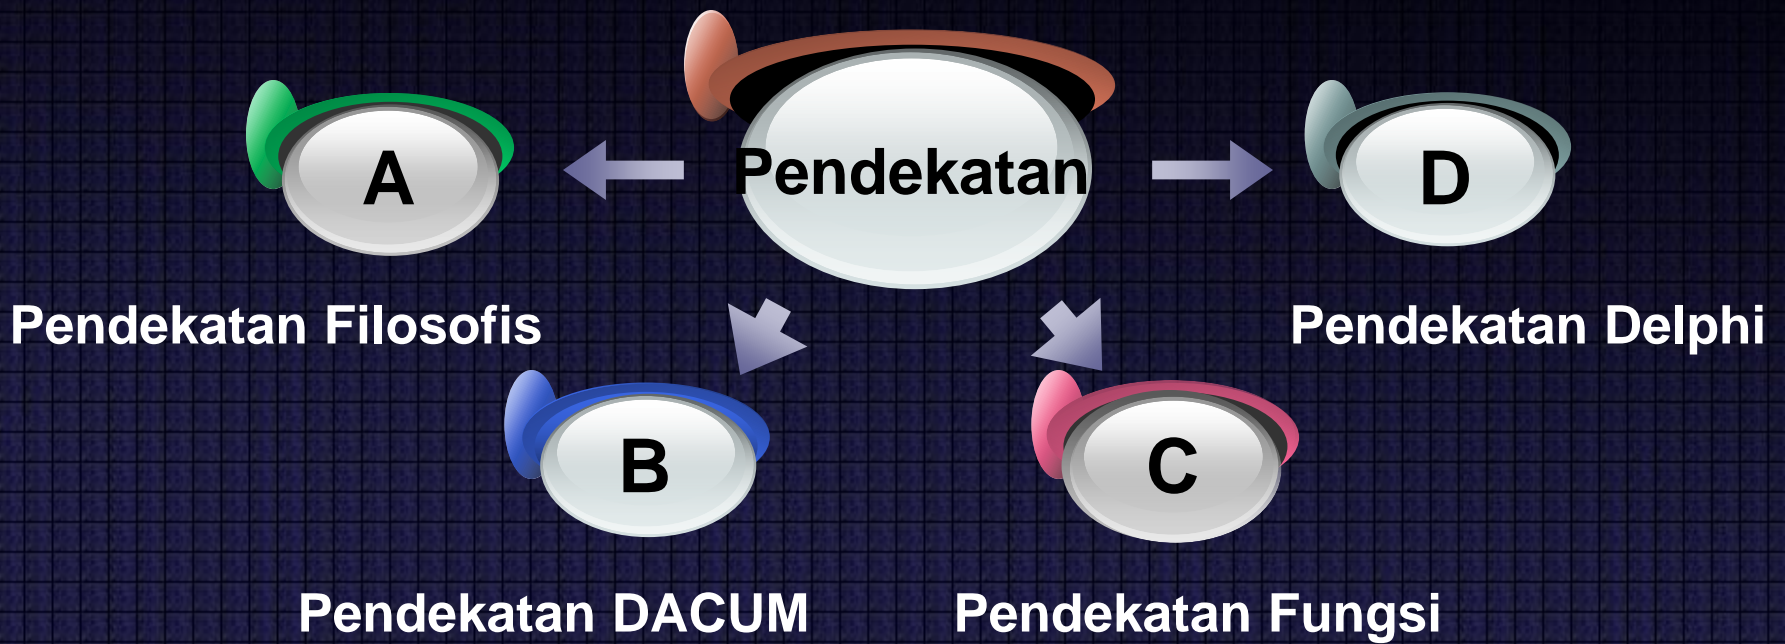 Pendekatan
A
D
Pendekatan Filosofis
Pendekatan Delphi
B
C
Pendekatan DACUM
Pendekatan Fungsi